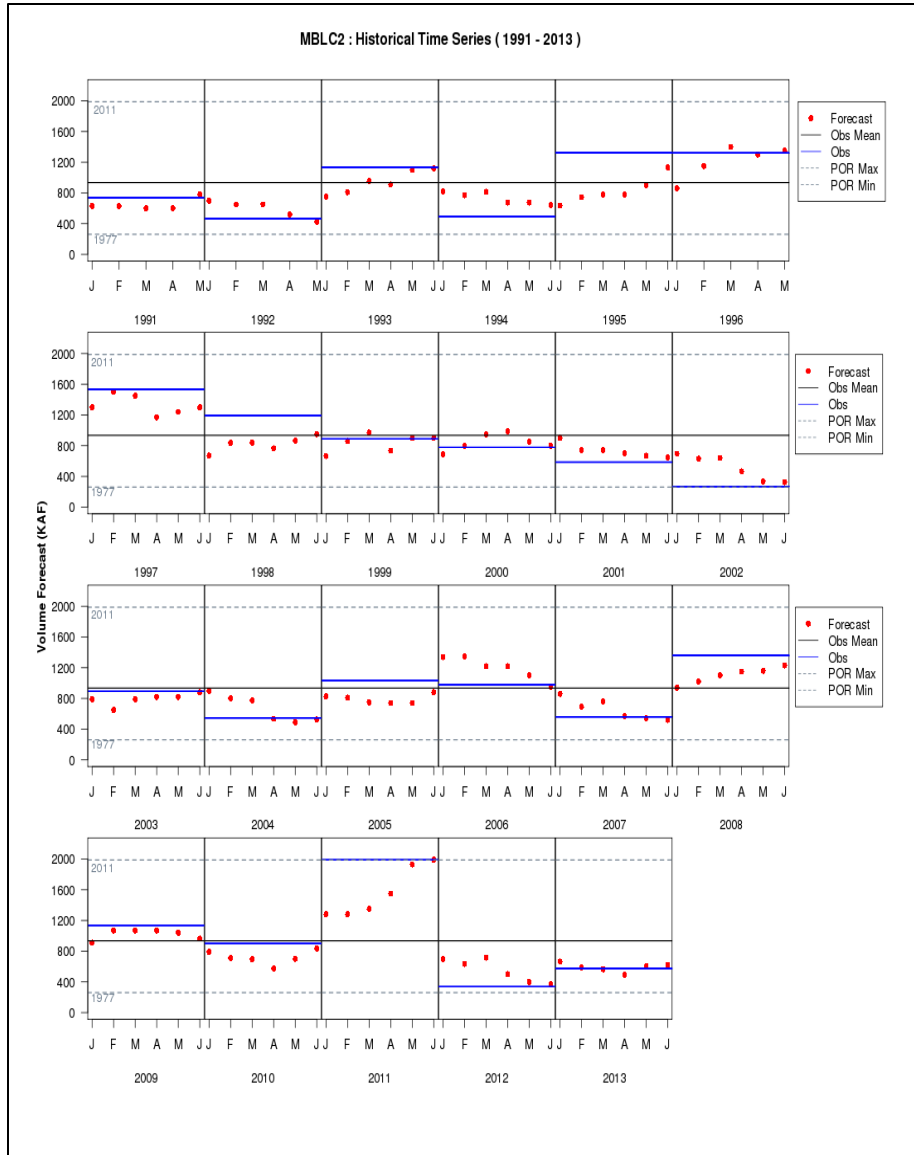 MBLC2 : Historical Time Series ( 1991 - 2013 )
Volume Forecast (KAF)
2000
1600
1200
800
400
0
2011
1977
Forecast
Obs Mean
Obs
POR Max
POR Min
J F M A M J F M A M J F M A M J F M A M J F M A M J F M A M
1991 1992 1993 1994 1995 1996
2000
1600
1200
800
400
0
2011
1977
Forecast
Obs Mean
Obs
POR Max
POR Min
J F M A M J F M A M J F M A M J F M A M J F M A M J F M A M J
1997 1998 1999 2000 2001 2002
2000
1600
1200
800
400
0
2011
1977
Forecast
Obs Mean
Obs
POR Max
POR Min
J F M A M J F M A M J F M A M J F M A M J F M A M J F M A M J
2003 2004 2005 2006 2007 2008
2000
1600
1200
800
400
0
2011
1977
J F M A M J F M A M J F M A M J F M A M J F M A M J
2009 2010 2011 2012 2013